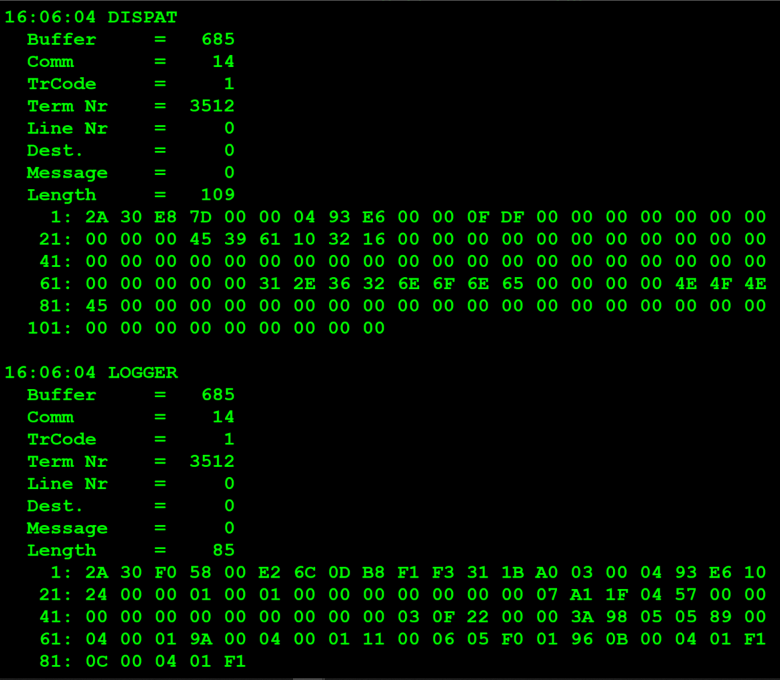 16:06:04 DISPAT
Buffer = 685
Comm = 14
TrCode = 1
Term Nr = 3512
Line Nr = 0
Dest. = 0
Message = 0
Length = 109
1: 2A 30 E8 7D 00 00 04 93 E6 00 00 0F DF 00 00 00 00 00 00 00
21: 00 00 00 45 39 61 10 32 16 00 00 00 00 00 00 00 00 00 00 00
41: 00 00 00 00 00 00 00 00 00 00 00 00 00 00 00 00 00 00 00 00
61: 00 00 00 00 00 31 2E 36 32 6E 6F 6E 65 00 00 00 00 4E 4F 4E
81: 45 00 00 00 00 00 00 00 00 00 00 00 00 00 00 00 00 00 00 00
101: 00 00 00 00 00 00 00 00 00
16:06:04 LOGGER
Buffer = 685
Comm = 14
TrCode = 1
Term Nr = 3512
Line Nr = 0
Dest. = 0
Message = 0
Length = 85
1: 2A 30 F0 58 00 E2 6C 0D B8 F1 F3 31 1B A0 03 00 04 93 E6 10
21: 24 00 00 01 00 01 00 00 00 00 00 00 00 07 A1 1F 04 57 00 00
41: 00 00 00 00 00 00 00 00 00 03 0F 22 00 00 3A 98 05 05 89 00
61: 04 00 01 9A 00 04 00 01 11 00 06 05 F0 01 96 0B 00 04 01 F1
81: 0C 00 04 01 F1